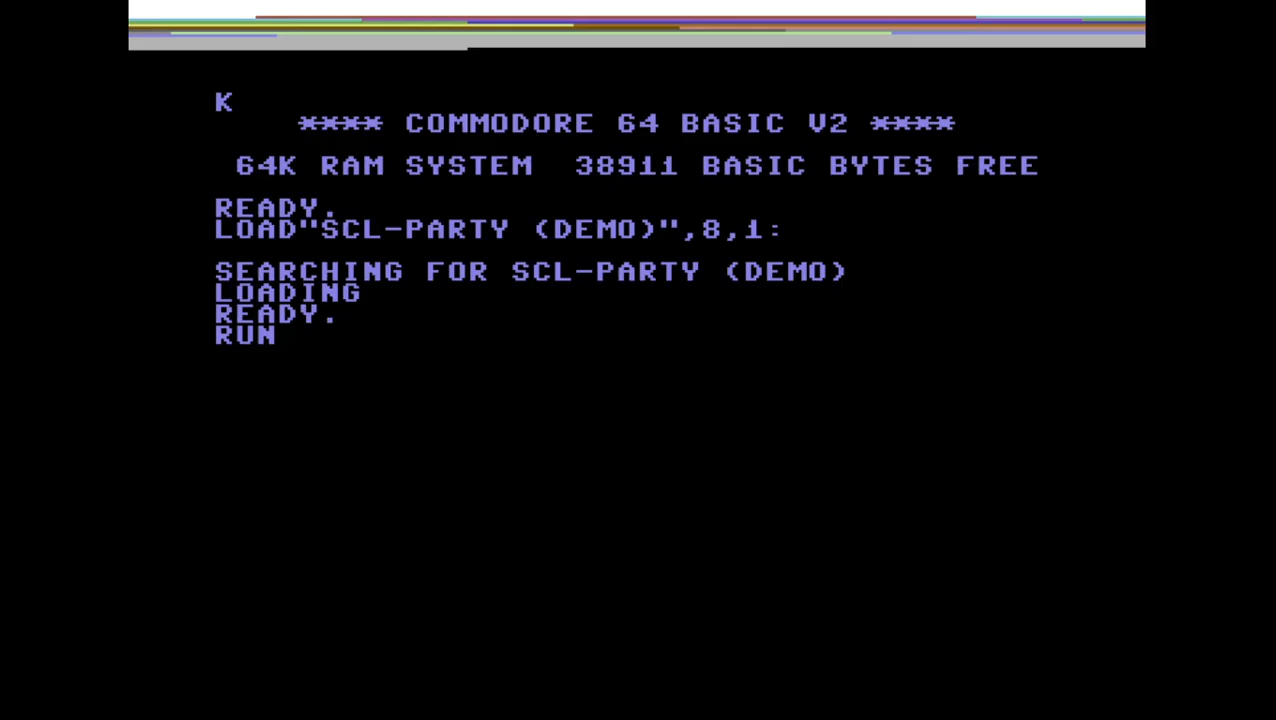 K
**** COMMODORE 64 BASIC V2 ****
64K RAM SYSTEM  38911 BASIC BYTES FREE
READY.
LOAD"SCL-PARTY (DEMO)",8,1:
SEARCHING FOR SCL-PARTY (DEMO)
LOADING
READY.
RUN